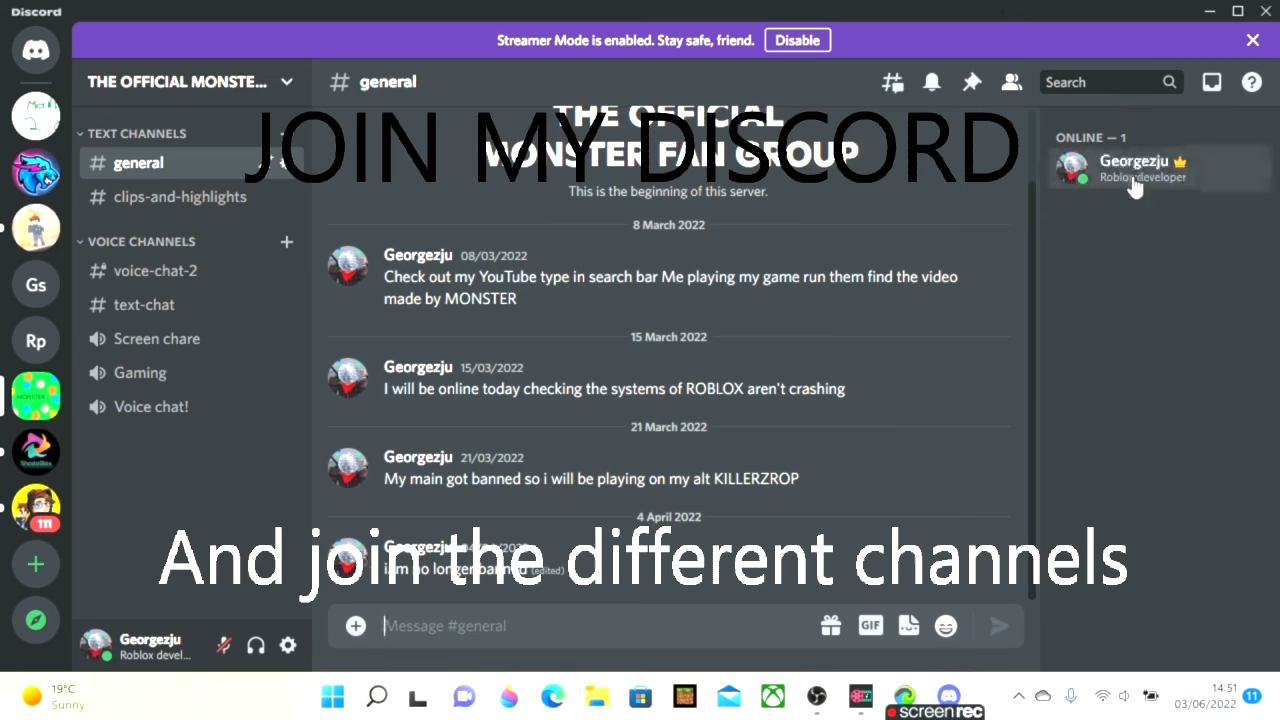 Discord
Streamer Mode is enabled. Stay safe, friend.
Disable
THE OFFICIAL MONSTE...
general
Search
JOIN MY DISCORD
THE OFFICIAL
MONSTER FAN GROUP
This is the beginning of this server.
TEXT CHANNELS
general
clips-and-highlights
VOICE CHANNELS
voice-chat-2
text-chat
Screen chare
Gaming
Voice chat!
Gs
Rp
MONSTER
111
8 March 2022
Georgezju 08/03/2022
Check out my YouTube type in search bar Me playing my game run them find the video
made by MONSTER
15 March 2022
Georgezju 15/03/2022
I will be online today checking the systems of ROBLOX aren't crashing
21 March 2022
Georgezju 21/03/2022
My main got banned so i will be playing on my alt KILLERZROP
4 April 2022
Georgezju
iam no longer banned (edited)
And join the different channels
Message #general
GIF
ONLINE — 1
Georgezju
Roblox developer
Georgezju
Roblox devel...
19°C
Sunny
14:51
03/06/2022
11
screenrec